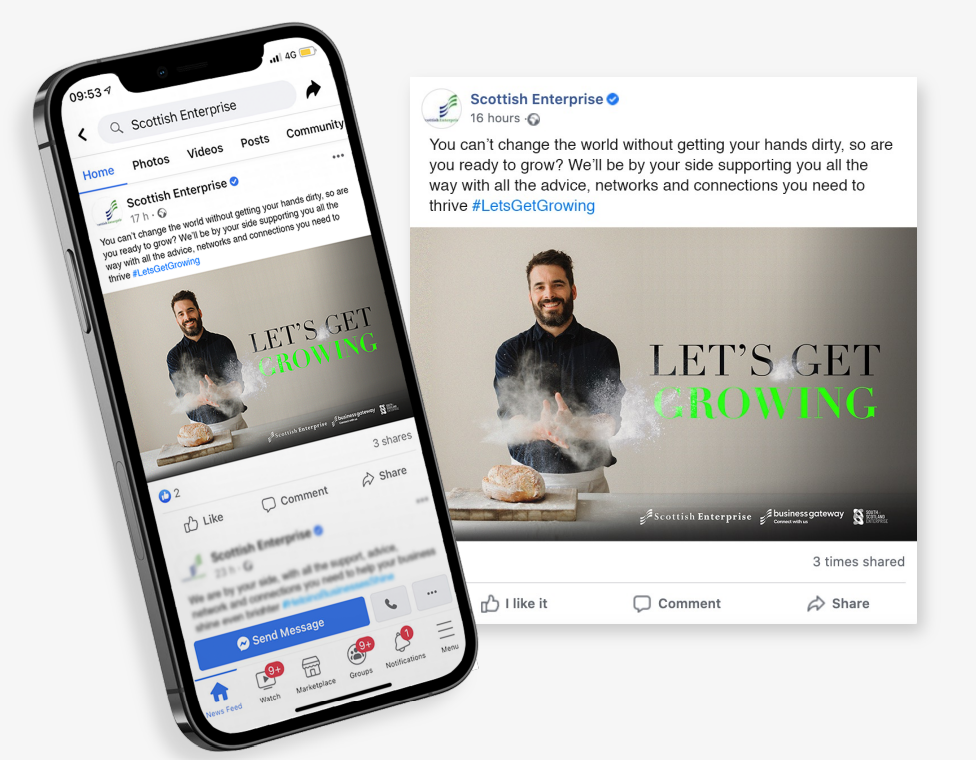 09:53
4G
Scottish Enterprise
Home Photos Videos Posts Community
Scottish Enterprise
17 h
You can't change the world without getting your hands dirty, so are
you ready to grow? We'll be by your side supporting you all the
way with all the advice, networks and connections you need to
thrive #LetsGetGrowing
LET'S GET
GROWING
Scottish Enterprise
business gateway
Connect with us
2
3 shares
Like Comment Share
Scottish Enterprise
23 h
We are by your side, with all the support, advice,
network and connections you need to help your business
shine even brighter
Send Message
9+
9+
1
News Feed Watch Marketplace Groups Notifications Menu
Scottish Enterprise
16 hours
You can't change the world without getting your hands dirty, so are
you ready to grow? We'll be by your side supporting you all the
way with all the advice, networks and connections you need to
thrive #LetsGetGrowing
LET'S GET
GROWING
Scottish Enterprise
business gateway
Connect with us
SOUTH
OF SCOTLAND
ENTERPRISE
3 times shared
I like it Comment Share